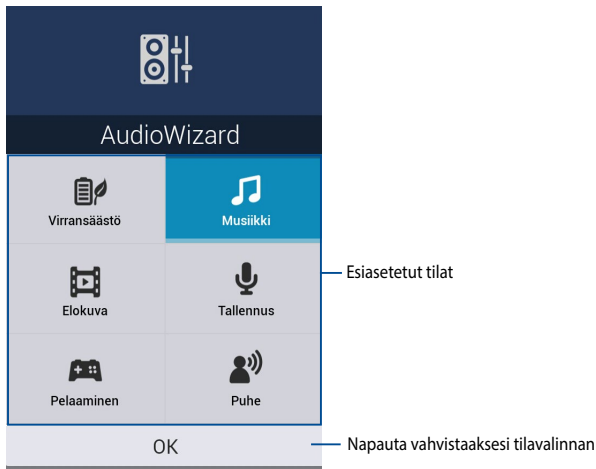 AudioWizard
Virransäästö
Musiikki
Elokuva
Tallennus
Esiasetetut tilat
Pelaaminen
Puhe
OK
Napauta vahvistaaksesi tilavalinnan